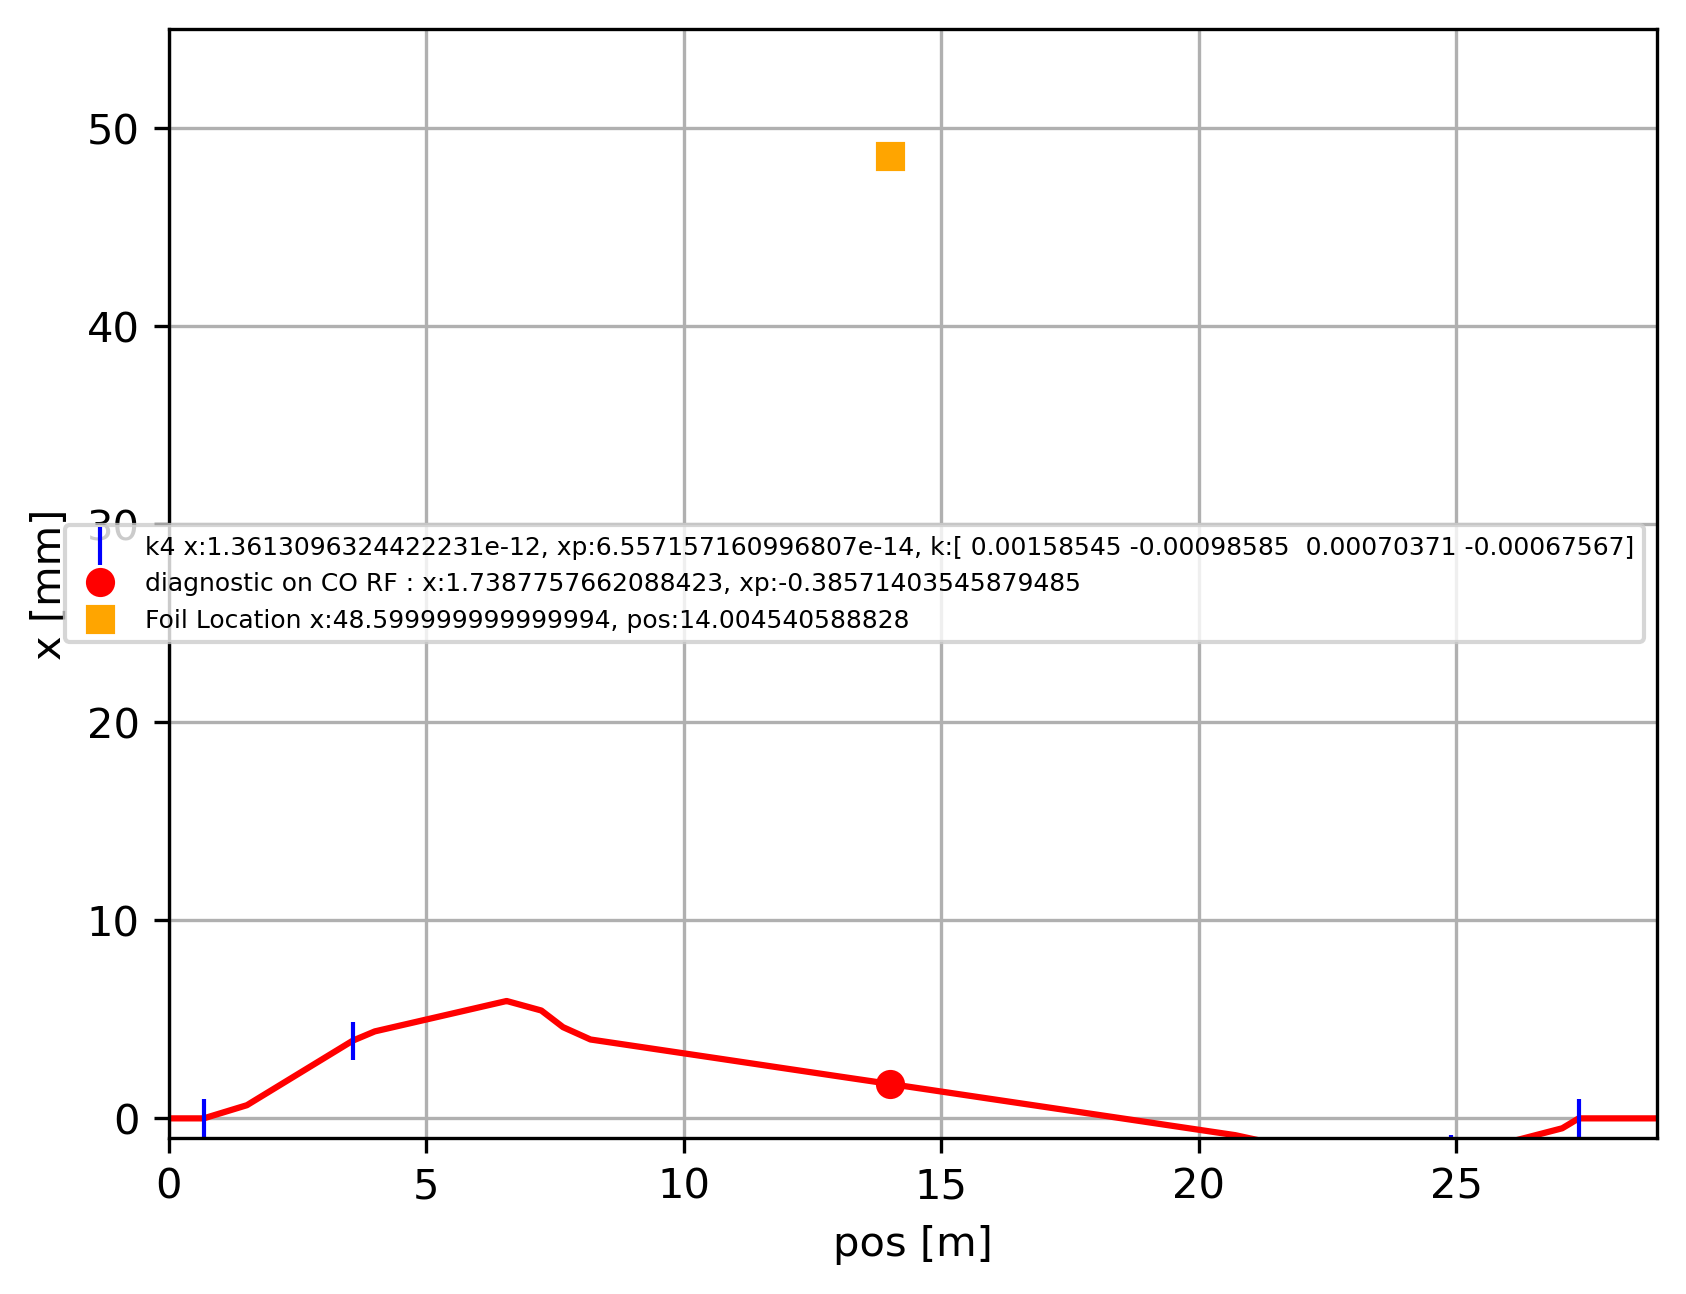 50
40
30
k4 x:1.3613096324422231e-12, xp:6.557157160996807e-14, k:[ 0.00158545 -0.00098585  0.00070371 -0.00067567]
diagnostic on CO RF : x:1.7387757662088423, xp:-0.38571403545879485
Foil Location x:48.599999999999994, pos:14.004540588828
x [mm]
20
10
0
0 5 10 15 20 25
pos [m]